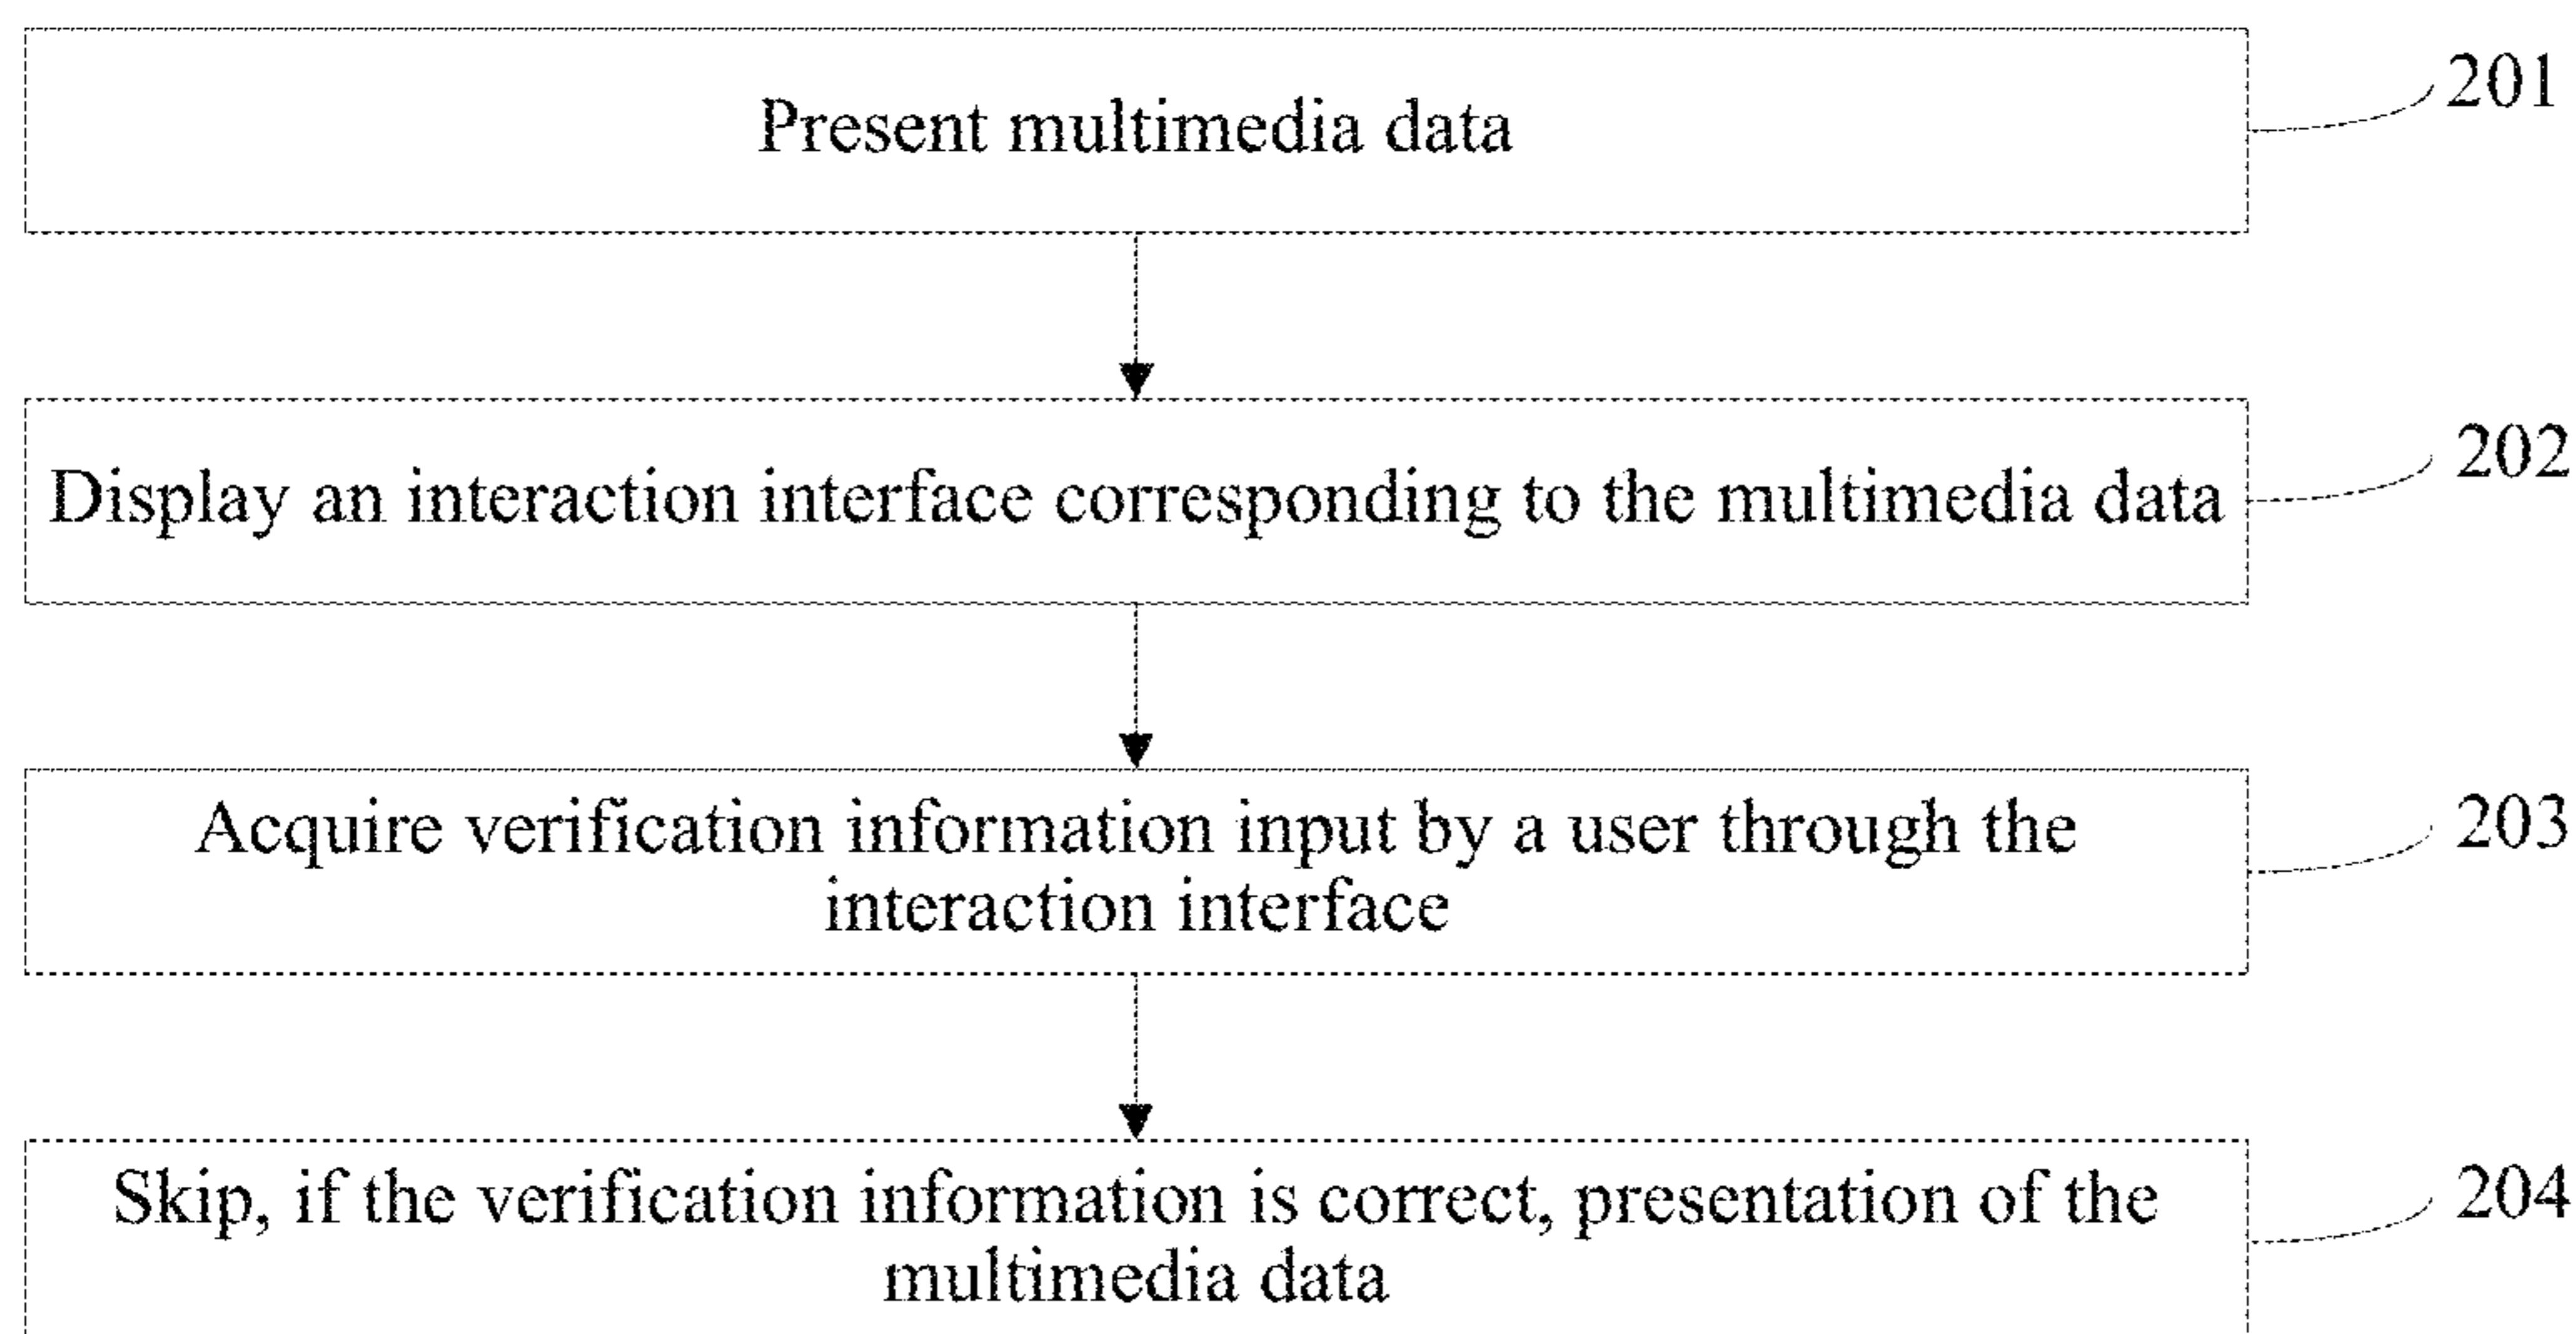 Present multimedia data
201
Display an interaction interface corresponding to the multimedia data
202
Acquire verification information input by a user through the
interaction interface
203
Skip, if the verification information is correct, presentation of the
multimedia data
204